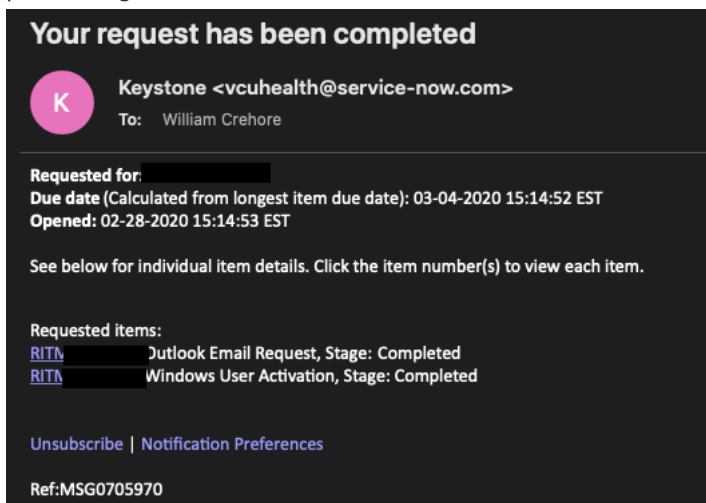 Your request has been completed
K
Keystone <vcuhealth@service-now.com>
To: William Crehore
Requested for:
Due date (Calculated from longest item due date): 03-04-2020 15:14:52 EST
Opened: 02-28-2020 15:14:53 EST
See below for individual item details. Click the item number(s) to view each item.
Requested items:
RITM Outlook Email Request, Stage: Completed
RITM Windows User Activation, Stage: Completed
Unsubscribe | Notification Preferences
Ref:MSG0705970